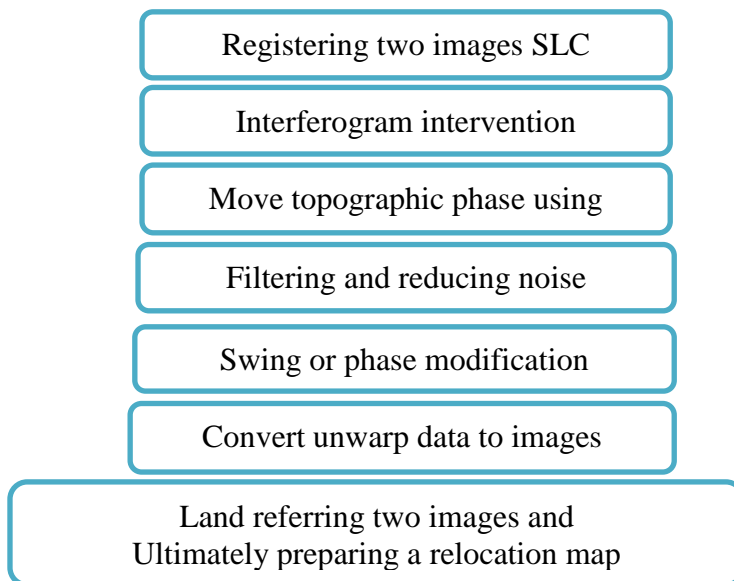 Registering two images SLC
Interferogram intervention
Move topographic phase using
Filtering and reducing noise
Swing or phase modification
Convert unwarp data to images
Land referring two images and
Ultimately preparing a relocation map